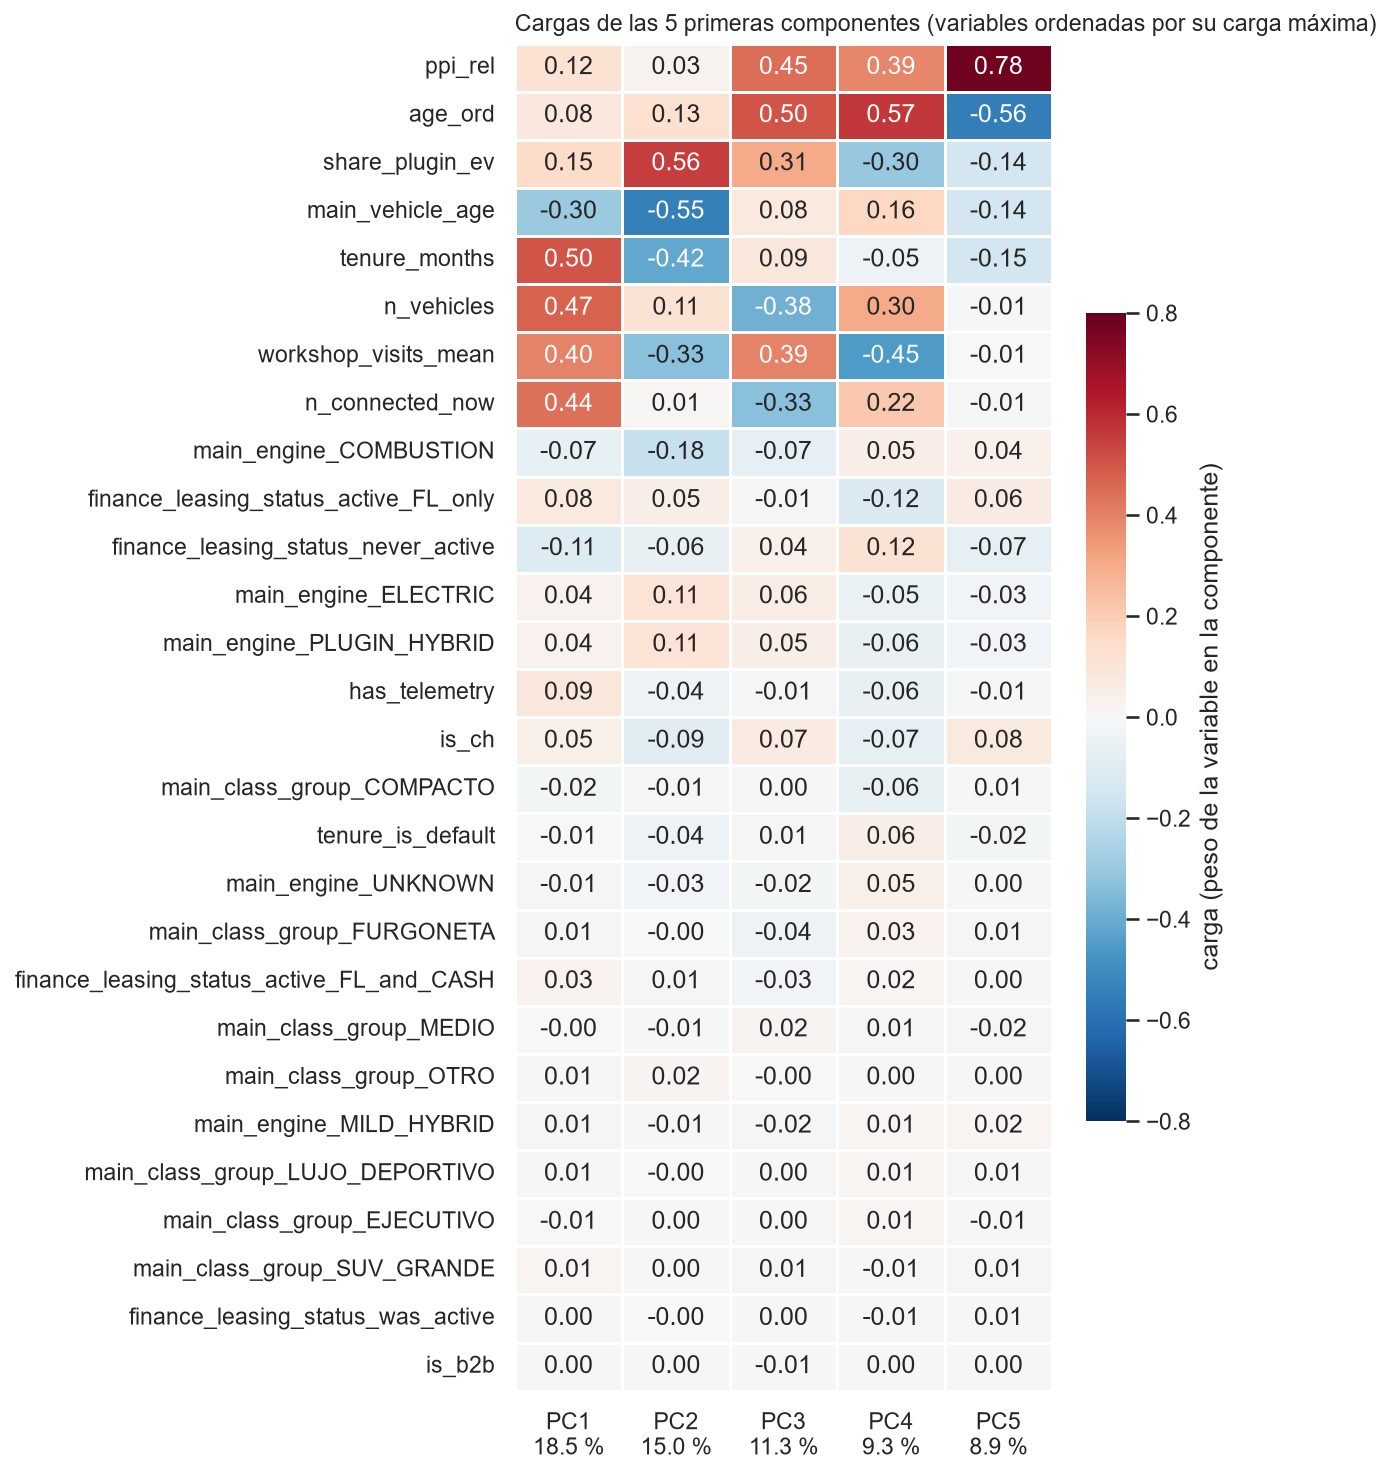 Cargas de las 5 primeras componentes (variables ordenadas por su carga máxima)
ppi_rel 0.12 0.03 0.45 0.39 0.78
age_ord 0.08 0.13 0.50 0.57 -0.56
share_plugin_ev 0.15 0.56 0.31 -0.30 -0.14
main_vehicle_age -0.30 -0.55 0.08 0.16 -0.14
tenure_months 0.50 -0.42 0.09 -0.05 -0.15
n_vehicles 0.47 0.11 -0.38 0.30 -0.01
workshop_visits_mean 0.40 -0.33 0.39 -0.45 -0.01
n_connected_now 0.44 0.01 -0.33 0.22 -0.01
main_engine_COMBUSTION -0.07 -0.18 -0.07 0.05 0.04
finance_leasing_status_active_FL_only 0.08 0.05 -0.01 -0.12 0.06
finance_leasing_status_never_active -0.11 -0.06 0.04 0.12 -0.07
main_engine_ELECTRIC 0.04 0.11 0.06 -0.05 -0.03
main_engine_PLUGIN_HYBRID 0.04 0.11 0.05 -0.06 -0.03
has_telemetry 0.09 -0.04 -0.01 -0.06 -0.01
is_ch 0.05 -0.09 0.07 -0.07 0.08
main_class_group_COMPACTO -0.02 -0.01 0.00 -0.06 0.01
tenure_is_default -0.01 -0.04 0.01 0.06 -0.02
main_engine_UNKNOWN -0.01 -0.03 -0.02 0.05 0.00
main_class_group_FURGONETA 0.01 -0.00 -0.04 0.03 0.01
finance_leasing_status_active_FL_and_CASH 0.03 0.01 -0.03 0.02 0.00
main_class_group_MEDIO -0.00 -0.01 0.02 0.01 -0.02
main_class_group_OTRO 0.01 0.02 -0.00 0.00 0.00
main_engine_MILD_HYBRID 0.01 -0.01 -0.02 0.01 0.02
main_class_group_LUJO_DEPORTIVO 0.01 -0.00 0.00 0.01 0.01
main_class_group_EJECUTIVO -0.01 0.00 0.00 0.01 -0.01
main_class_group_SUV_GRANDE 0.01 0.00 0.01 -0.01 0.01
finance_leasing_status_was_active 0.00 -0.00 0.00 -0.01 0.01
is_b2b 0.00 0.00 -0.01 0.00 0.00
PC1 PC2 PC3 PC4 PC5
18.5 % 15.0 % 11.3 % 9.3 % 8.9 %
0.8
0.6
0.4
0.2
0.0
−0.2
−0.4
−0.6
−0.8
carga (peso de la variable en la componente)